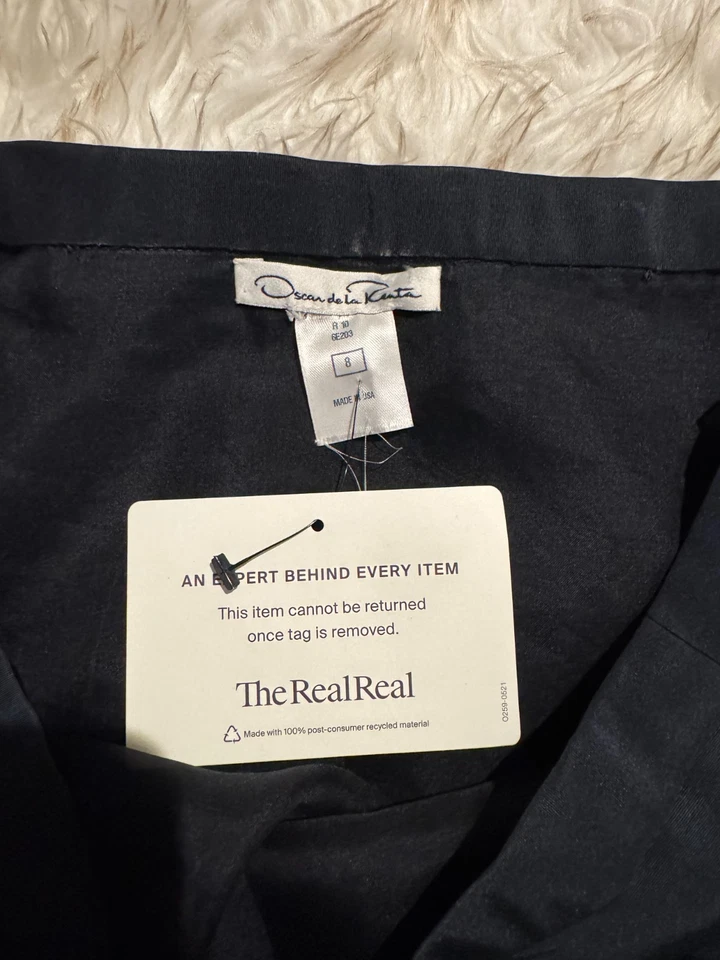 Oscar de la Renta
R 10
6E203
8
MADE IN USA
AN EXPERT BEHIND EVERY ITEM
This item cannot be returned
once tag is removed.
TheRealReal
Made with 100% post-consumer recycled material
O259-0521